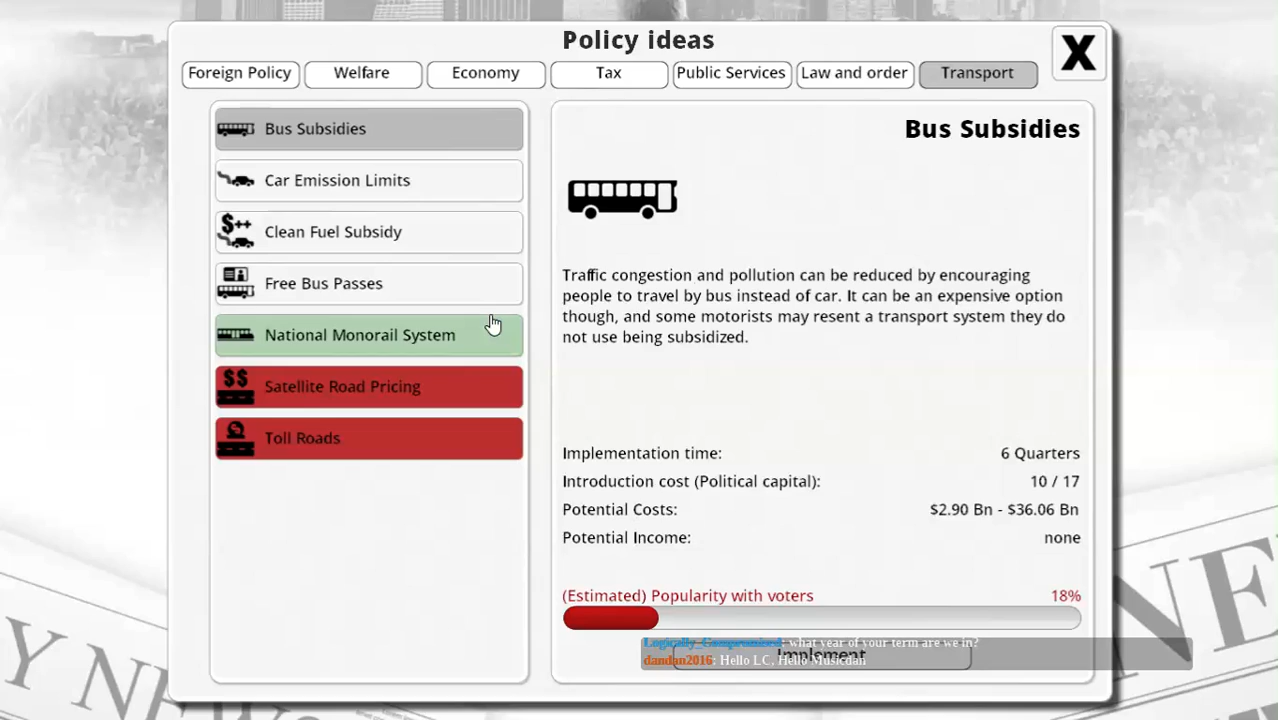 Policy ideas
X
Foreign Policy
Welfare
Economy
Tax
Public Services
Law and order
Transport
Bus Subsidies
Car Emission Limits
$++
Clean Fuel Subsidy
Free Bus Passes
National Monorail System
$$
Satellite Road Pricing
Toll Roads
Bus Subsidies
Traffic congestion and pollution can be reduced by encouraging
people to travel by bus instead of car. It can be an expensive option
though, and some motorists may resent a transport system they do
not use being subsidized.
Implementation time: 6 Quarters
Introduction cost (Political capital): 10 / 17
Potential Costs: $2.90 Bn - $36.06 Bn
Potential Income: none
(Estimated) Popularity with voters 18%
Logically_Compromised: what year of your term are we in?
dandan2016: Hello LC, Hello Musicdan
Implement
Y NEW
NEW